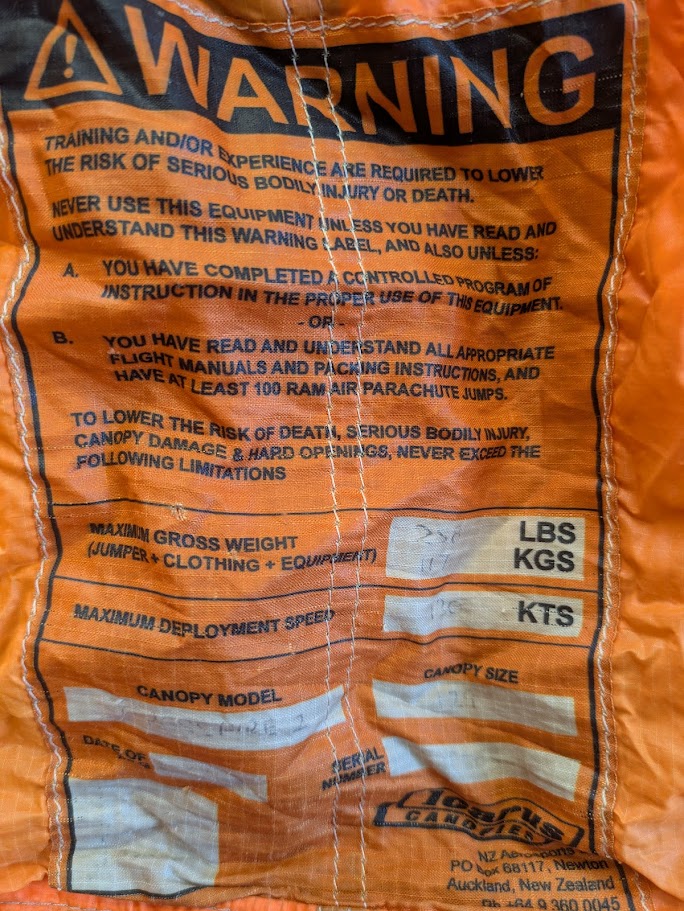 WARNING
TRAINING AND/OR EXPERIENCE ARE REQUIRED TO LOWER
THE RISK OF SERIOUS BODILY INJURY OR DEATH.
NEVER USE THIS EQUIPMENT UNLESS YOU HAVE READ AND
UNDERSTAND THIS WARNING LABEL, AND ALSO UNLESS:
A. YOU HAVE COMPLETED A CONTROLLED PROGRAM OF
INSTRUCTION IN THE PROPER USE OF THIS EQUIPMENT.
- OR -
B. YOU HAVE READ AND UNDERSTAND ALL APPROPRIATE
FLIGHT MANUALS AND PACKING INSTRUCTIONS, AND
HAVE AT LEAST 100 RAM-AIR PARACHUTE JUMPS.
TO LOWER THE RISK OF DEATH, SERIOUS BODILY INJURY,
CANOPY DAMAGE & HARD OPENINGS, NEVER EXCEED THE
FOLLOWING LIMITATIONS
MAXIMUM GROSS WEIGHT LBS
(JUMPER + CLOTHING + EQUIPMENT) KGS
MAXIMUM DEPLOYMENT SPEED KTS
CANOPY MODEL
CANOPY SIZE
DATE OF
SERIAL
NUMBER
Icarus
CANOPIES
NZ Aerosports
PO Box 68117, Newton
Auckland, New Zealand
Ph +64 9 360 0045